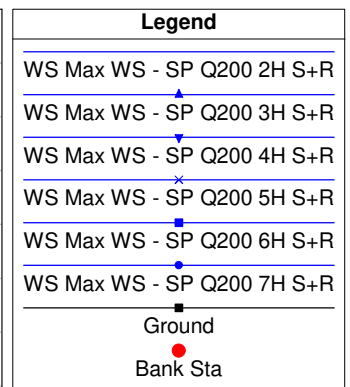 Legend
WS Max WS - SP Q200 2H S+R
WS Max WS - SP Q200 3H S+R
WS Max WS - SP Q200 4H S+R
WS Max WS - SP Q200 5H S+R
WS Max WS - SP Q200 6H S+R
WS Max WS - SP Q200 7H S+R
Ground
Bank Sta